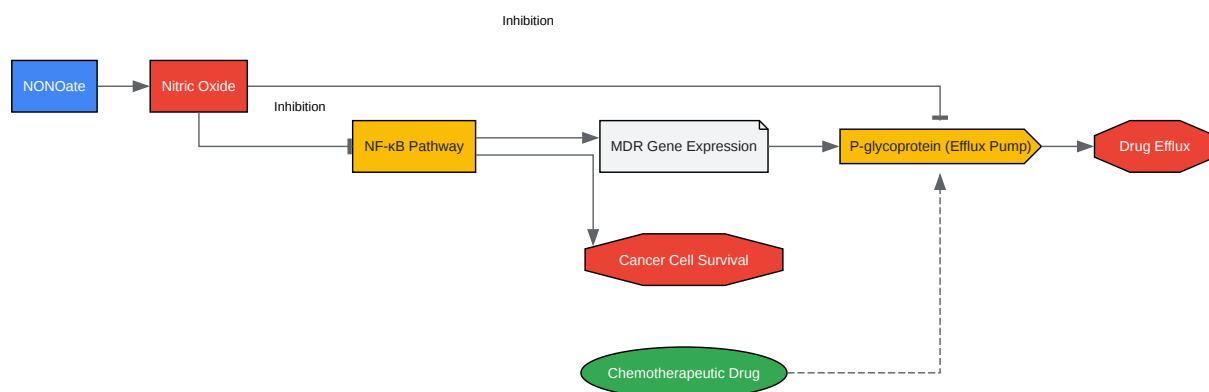 Inhibition
NONOate
Nitric Oxide
Inhibition
NF-κB Pathway
MDR Gene Expression
P-glycoprotein (Efflux Pump)
Drug Efflux
Cancer Cell Survival
Chemotherapeutic Drug